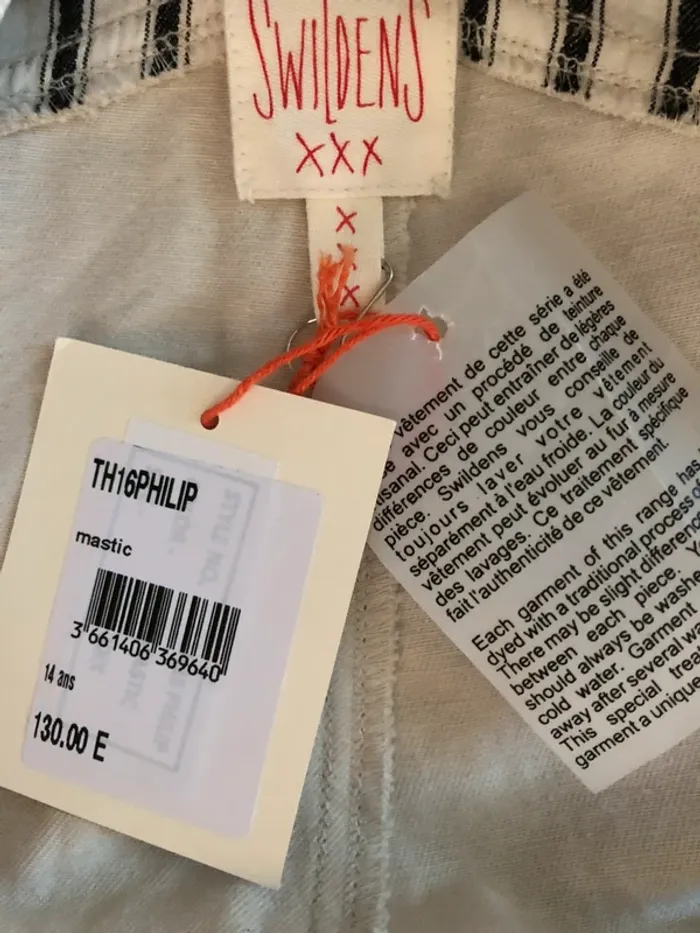 SWILDENS
XXX
X
X
TH16PHILIP
mastic
3 661406 369640
14 ans
130.00 E
STYLE NO.
vêtement de cette série a été
avec un procédé de teinture
Ceci peut entraîner de légères
différences de couleur entre chaque
pièce. Swildens vous conseille de
toujours laver votre vêtement
séparément à l'eau froide. La couleur du
vêtement peut évoluer au fur à mesure
des lavages. Ce traitement spécifique
fait l'authenticité de ce vêtement.
Each garment of this range has
dyed with a traditional process of
There may be slight difference
between each piece.
should always be washe
cold water. Garment
away after several wa
This special treat
garment a unique